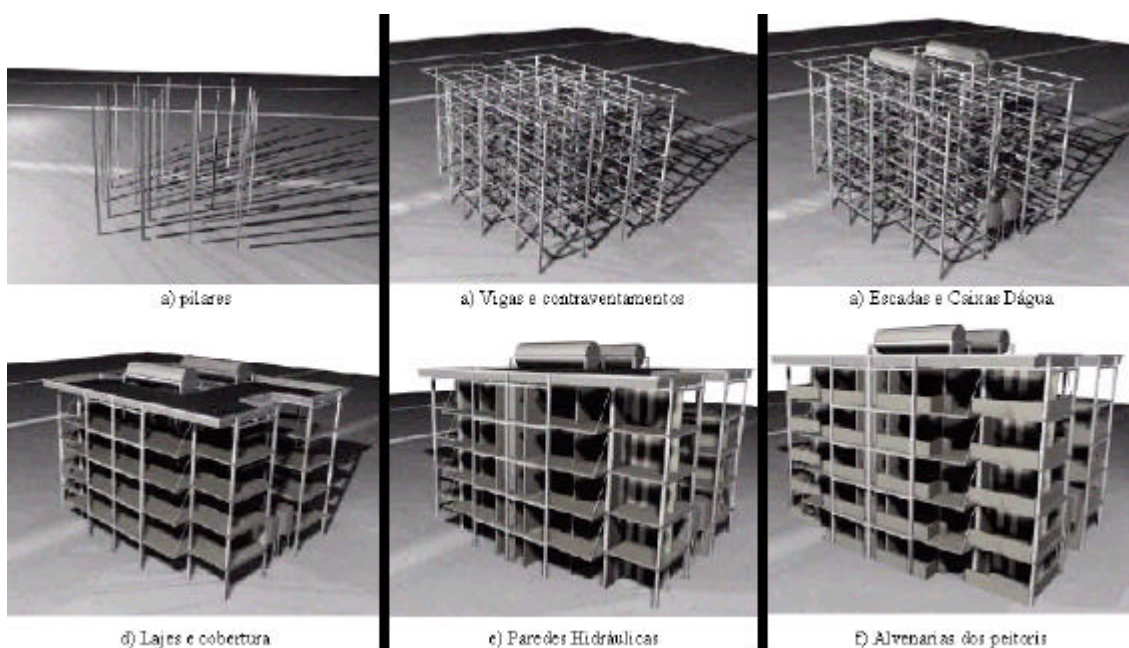 a) pilares
a) Vigas e contraventamentos
a) Escadas e Caixas Dágua
d) Lajes e cobertura
e) Paredes Hidráulicas
f) Alvenarias dos peitoris